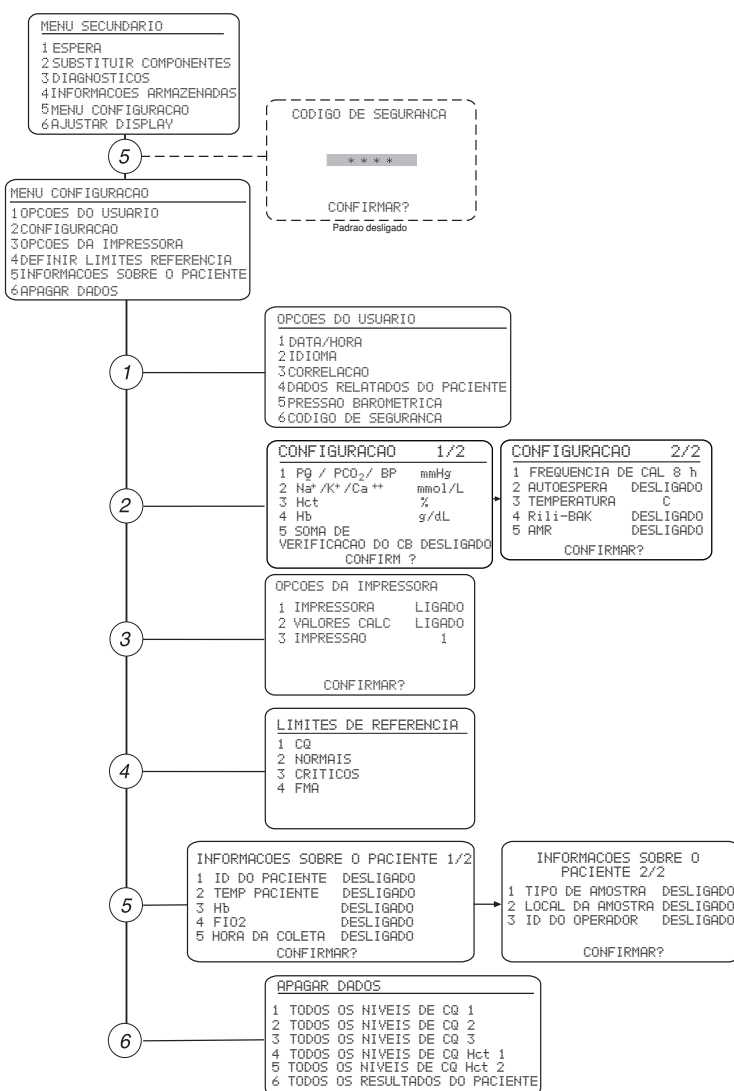 MENU SECUNDARIO
1 ESPERA
2 SUBSTITUIR COMPONENTES
3 DIAGNOSTICOS
4 INFORMACOES ARMAZENADAS
5 MENU CONFIGURACAO
6 AJUSTAR DISPLAY
5
CODIGO DE SEGURANCA
* * * *
CONFIRMAR?
Padrao desligado
MENU CONFIGURACAO
1 OPCOES DO USUARIO
2 CONFIGURACAO
3 OPCOES DA IMPRESSORA
4 DEFINIR LIMITES REFERENCIA
5 INFORMACOES SOBRE O PACIENTE
6 APAGAR DADOS
1
OPCOES DO USUARIO
1 DATA/HORA
2 IDIOMA
3 CORRELACAO
4 DADOS RELATADOS DO PACIENTE
5 PRESSAO BAROMETRICA
6 CODIGO DE SEGURANCA
2
CONFIGURACAO 1/2
1 PO₂ / PCO₂/ BP mmHg
2 Na⁺/K⁺/Ca⁺⁺ mmol/L
3 Hct %
4 Hb g/dL
5 SOMA DE
VERIFICACAO DO CB DESLIGADO
CONFIRM ?
CONFIGURACAO 2/2
1 FREQUENCIA DE CAL 8 h
2 AUTOESPERA DESLIGADO
3 TEMPERATURA C
4 Rili-BAK DESLIGADO
5 AMR DESLIGADO
CONFIRMAR?
3
OPCOES DA IMPRESSORA
1 IMPRESSORA LIGADO
2 VALORES CALC LIGADO
3 IMPRESSAO 1
CONFIRMAR?
4
LIMITES DE REFERENCIA
1 CQ
2 NORMAIS
3 CRITICOS
4 FMA
5
INFORMACOES SOBRE O PACIENTE 1/2
1 ID DO PACIENTE DESLIGADO
2 TEMP PACIENTE DESLIGADO
3 Hb DESLIGADO
4 FIO2 DESLIGADO
5 HORA DA COLETA DESLIGADO
CONFIRMAR?
INFORMACOES SOBRE O
PACIENTE 2/2
1 TIPO DE AMOSTRA DESLIGADO
2 LOCAL DA AMOSTRA DESLIGADO
3 ID DO OPERADOR DESLIGADO
CONFIRMAR?
6
APAGAR DADOS
1 TODOS OS NIVEIS DE CQ 1
2 TODOS OS NIVEIS DE CQ 2
3 TODOS OS NIVEIS DE CQ 3
4 TODOS OS NIVEIS DE CQ Hct 1
5 TODOS OS NIVEIS DE CQ Hct 2
6 TODOS OS RESULTADOS DO PACIENTE